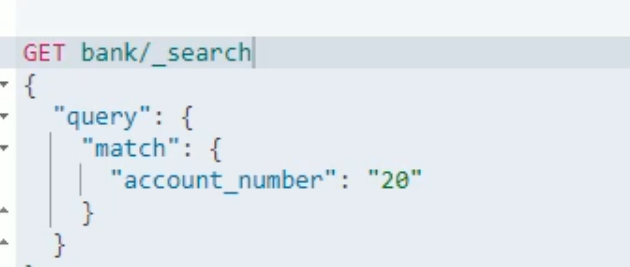 GET bank/_search
{
  "query": {
    "match": {
      "account_number": "20"
    }
  }